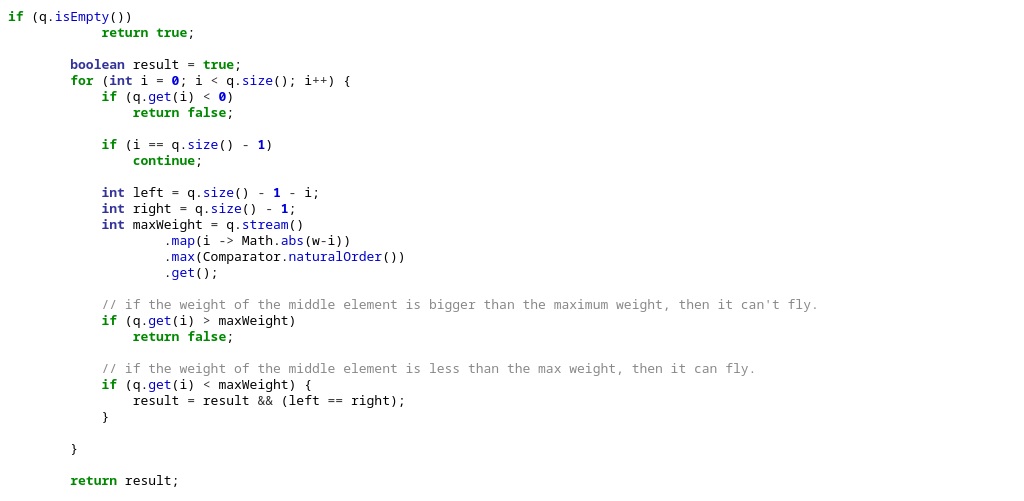 if (q.isEmpty())
            return true;

        boolean result = true;
        for (int i = 0; i < q.size(); i++) {
            if (q.get(i) < 0)
                return false;

            if (i == q.size() - 1)
                continue;

            int left = q.size() - 1 - i;
            int right = q.size() - 1;
            int maxWeight = q.stream()
                    .map(i -> Math.abs(w-i))
                    .max(Comparator.naturalOrder())
                    .get();

            // if the weight of the middle element is bigger than the maximum weight, then it can't fly.
            if (q.get(i) > maxWeight)
                return false;

            // if the weight of the middle element is less than the max weight, then it can fly.
            if (q.get(i) < maxWeight) {
                result = result && (left == right);
            }

        }

        return result;